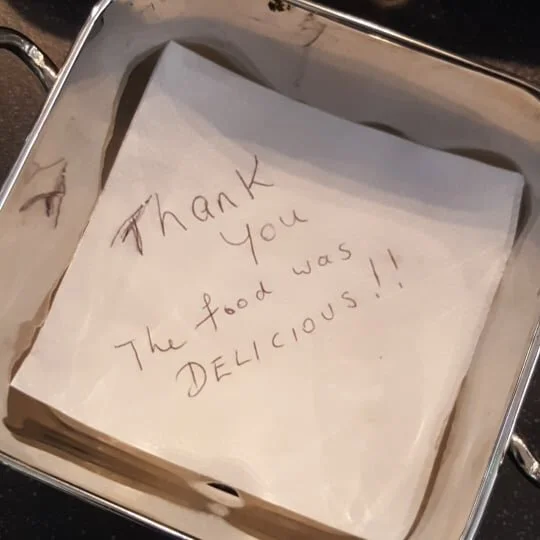 Thank
You
The food was
DELICIOUS!!